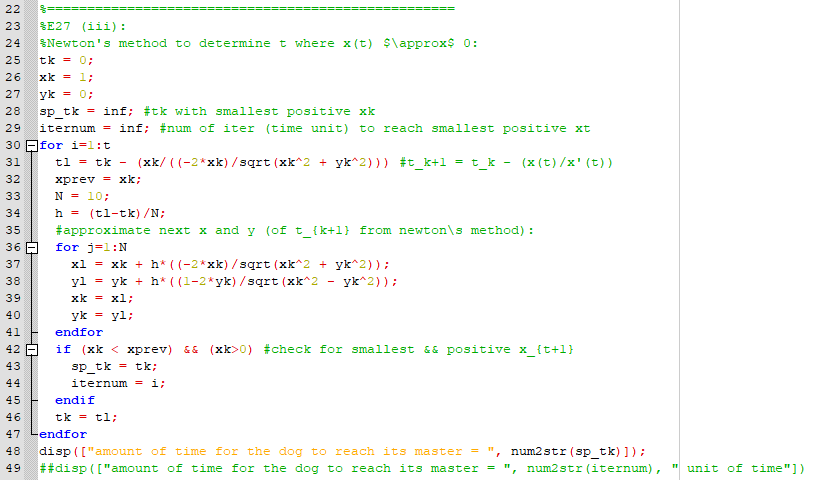 22 %===================================================
23 %E27 (iii):
24 %Newton's method to determine t where x(t) $\approx$ 0:
25 tk = 0;
26 xk = 1;
27 yk = 0;
28 sp_tk = inf; #tk with smallest positive xk
29 iternum = inf; #num of iter (time unit) to reach smallest positive xt
30 for i=1:t
31 tl = tk - (xk/((-2*xk)/sqrt(xk^2 + yk^2))) #t_k+1 = t_k - (x(t)/x'(t))
32 xprev = xk;
33 N = 10;
34 h = (tl-tk)/N;
35 #approximate next x and y (of t_{k+1} from newton\s method):
36 for j=1:N
37 xl = xk + h*((-2*xk)/sqrt(xk^2 + yk^2));
38 yl = yk + h*((1-2*yk)/sqrt(xk^2 - yk^2));
39 xk = xl;
40 yk = yl;
41 endfor
42 if (xk < xprev) && (xk>0) #check for smallest && positive x_{t+1}
43 sp_tk = tk;
44 iternum = i;
45 endif
46 tk = tl;
47 endfor
48 disp(["amount of time for the dog to reach its master = ", num2str(sp_tk)]);
49 ##disp(["amount of time for the dog to reach its master = ", num2str(iternum), " unit of time"])